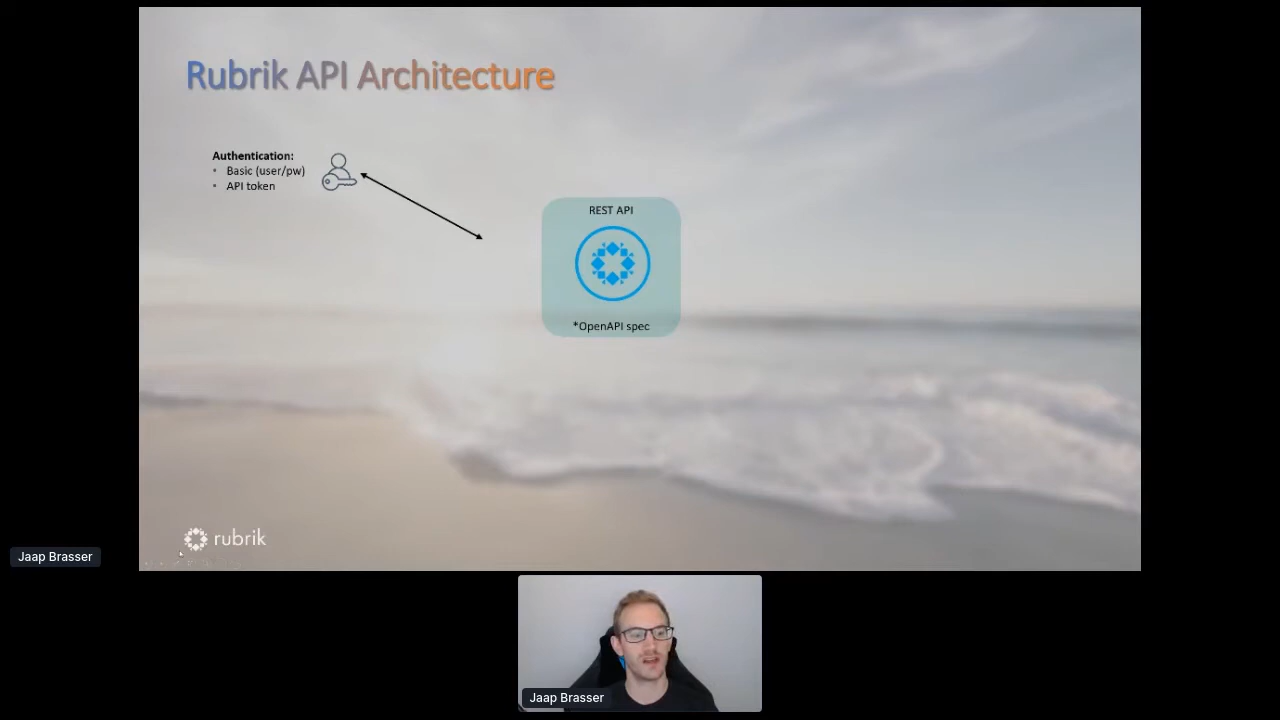 Rubrik API Architecture
Authentication:
• Basic (user/pw)
• API token
REST API
*OpenAPI spec
rubrik
Jaap Brasser
Jaap Brasser